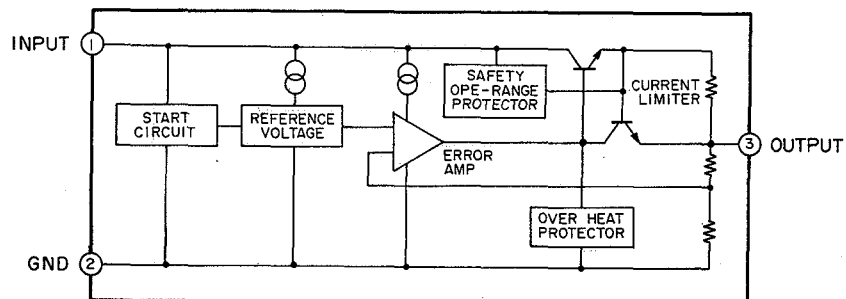 INPUT 1
SAFETY
OPE-RANGE
PROTECTOR
CURRENT
LIMITER
START
CIRCUIT
REFERENCE
VOLTAGE
ERROR
AMP
3 OUTPUT
OVER HEAT
PROTECTOR
GND 2